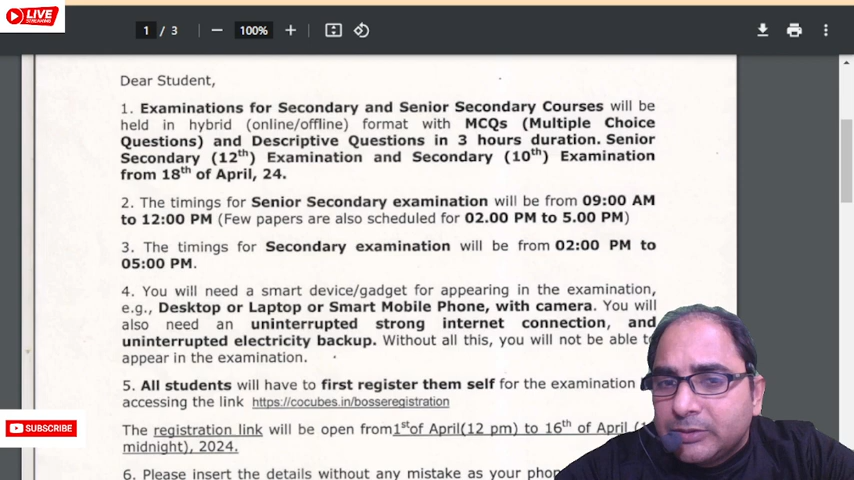 LIVE
STREAMING
1 / 3
100%
Dear Student,
1. Examinations for Secondary and Senior Secondary Courses will be
held in hybrid (online/offline) format with MCQs (Multiple Choice
Questions) and Descriptive Questions in 3 hours duration. Senior
Secondary (12th) Examination and Secondary (10th) Examination
from 18th of April, 24.
2. The timings for Senior Secondary examination will be from 09:00 AM
to 12:00 PM (Few papers are also scheduled for 02.00 PM to 5.00 PM)
3. The timings for Secondary examination will be from 02:00 PM to
05:00 PM.
4. You will need a smart device/gadget for appearing in the examination,
e.g., Desktop or Laptop or Smart Mobile Phone, with camera. You will
also need an uninterrupted strong internet connection, and
uninterrupted electricity backup. Without all this, you will not be able to
appear in the examination.
5. All students will have to first register them self for the examination
accessing the link https://cocubes.in/bosseregistration
SUBSCRIBE
The registration link will be open from1stof April(12 pm) to 16th of April
midnight), 2024.
6. Please insert the details without any mistake as your